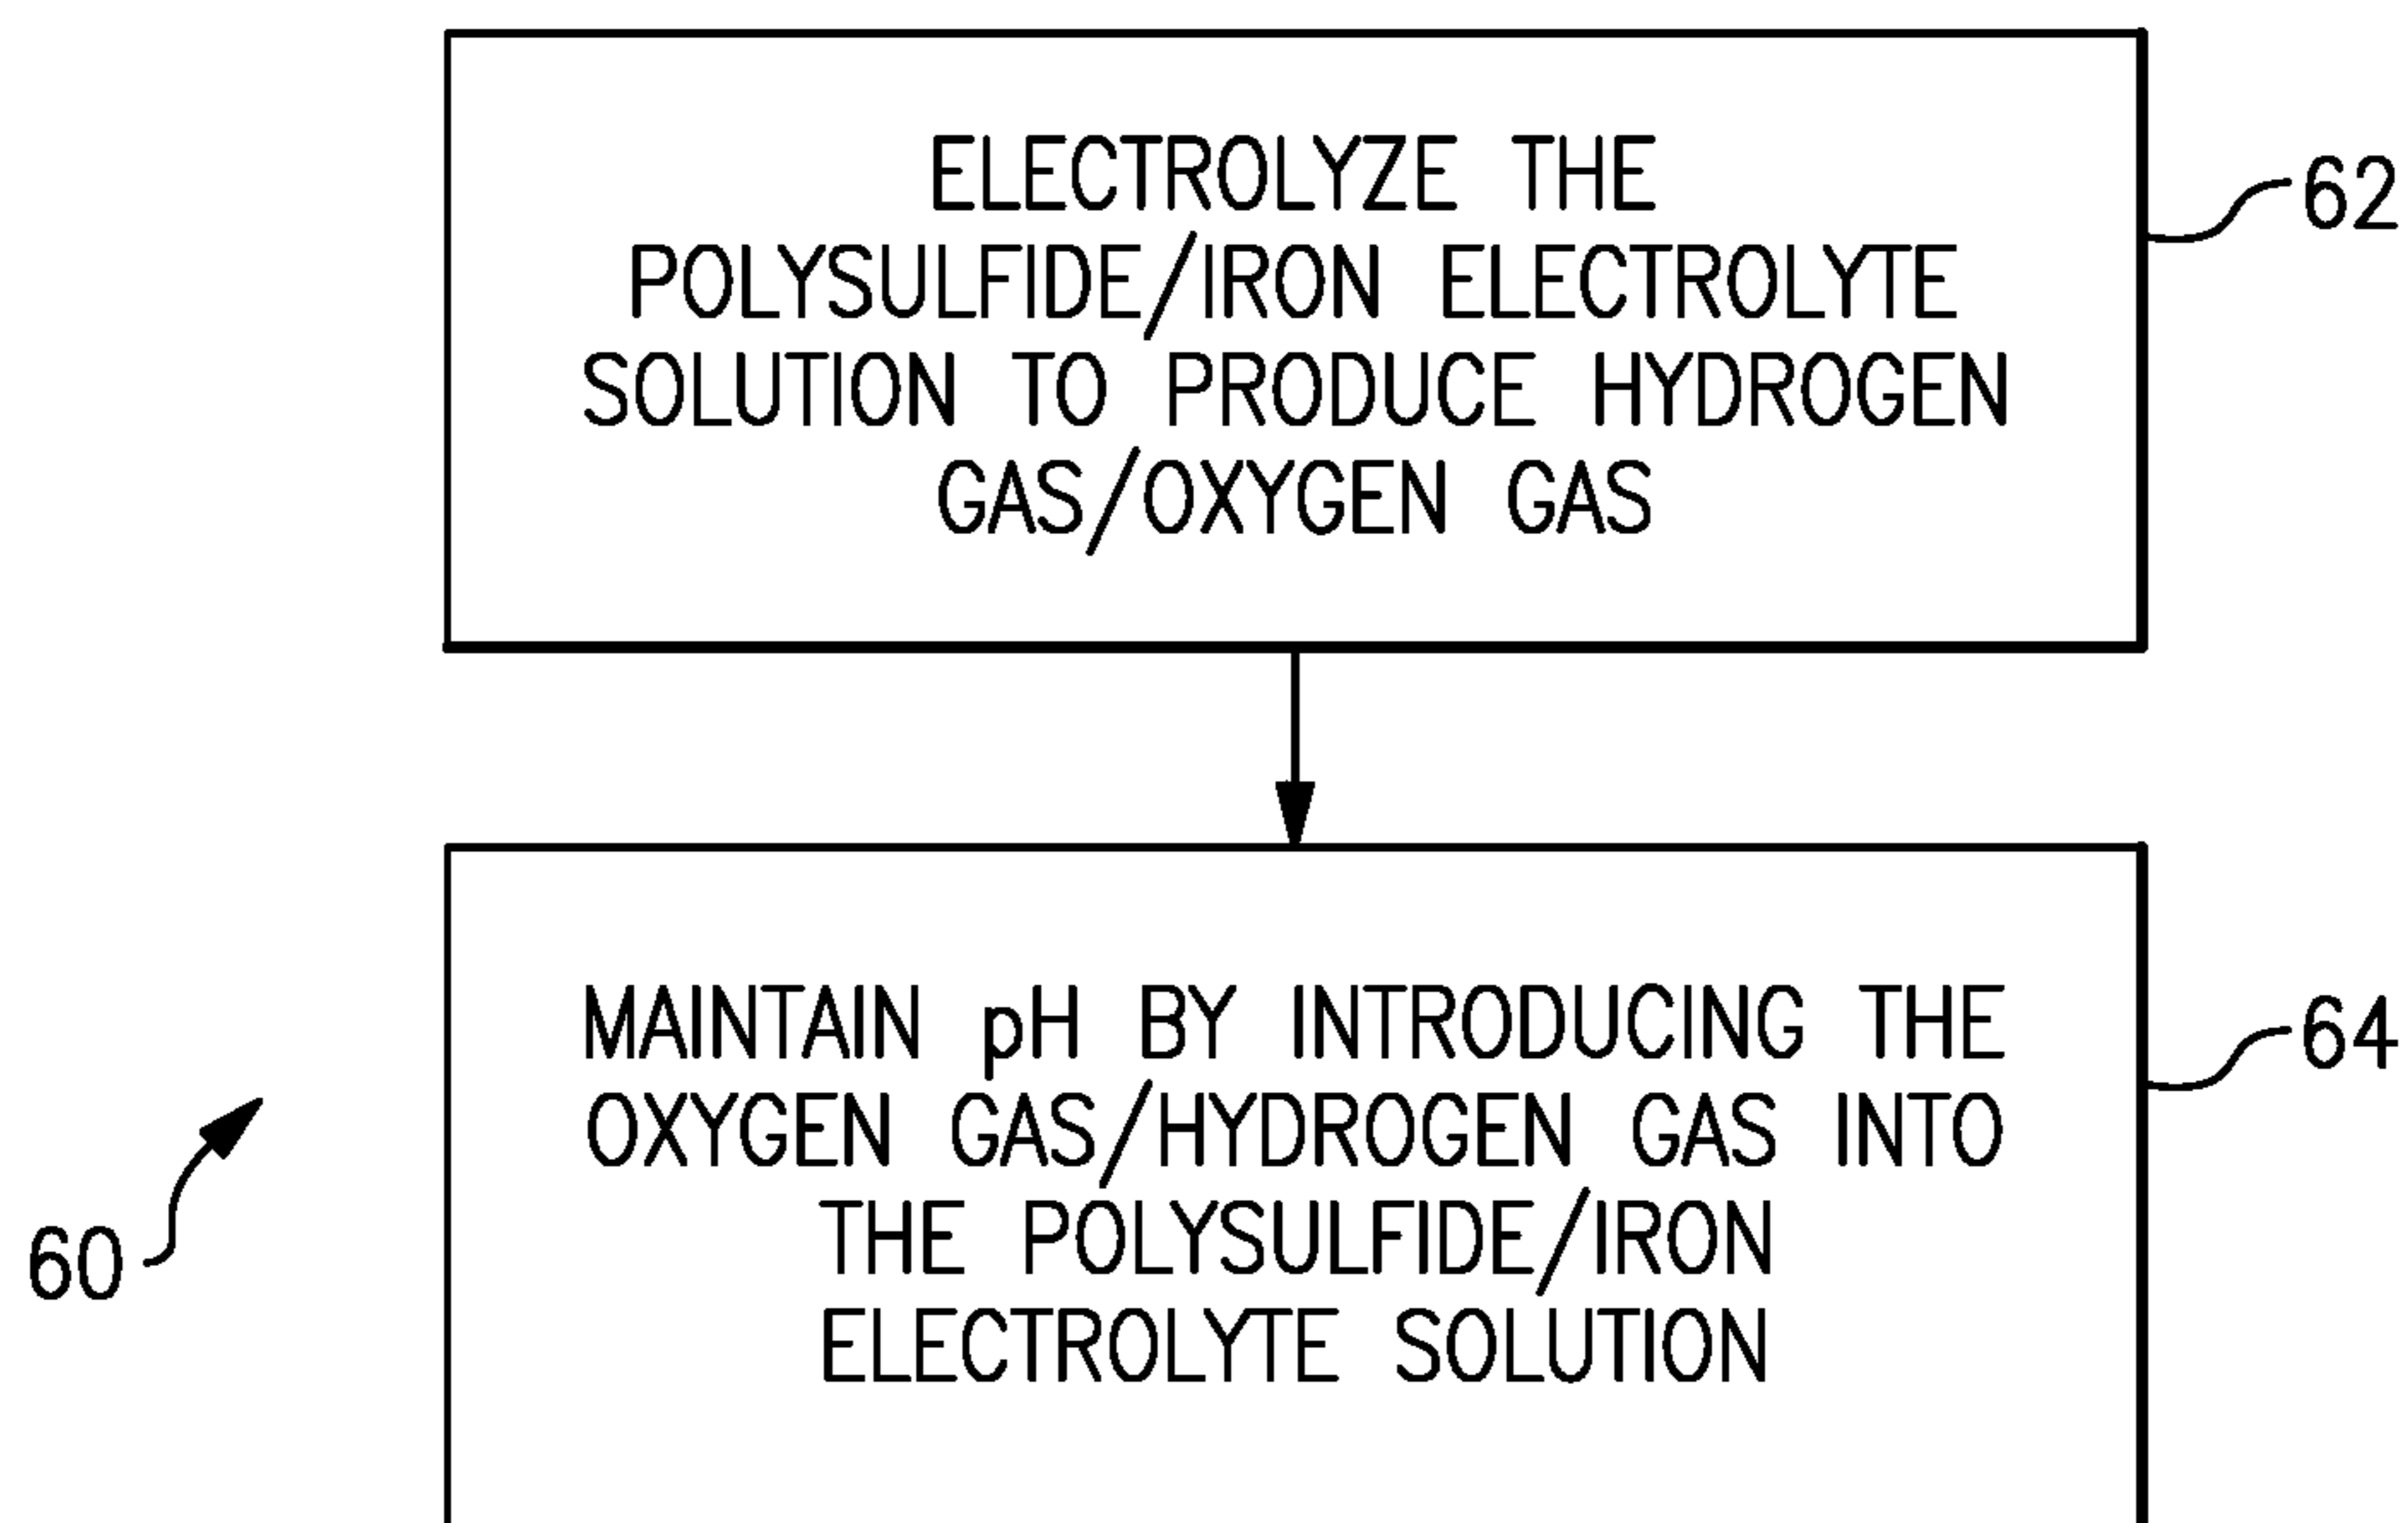 ELECTROLYZE THE
POLYSULFIDE/IRON ELECTROLYTE
SOLUTION TO PRODUCE HYDROGEN
GAS/OXYGEN GAS
62
MAINTAIN pH BY INTRODUCING THE
OXYGEN GAS/HYDROGEN GAS INTO
THE POLYSULFIDE/IRON
ELECTROLYTE SOLUTION
64
60